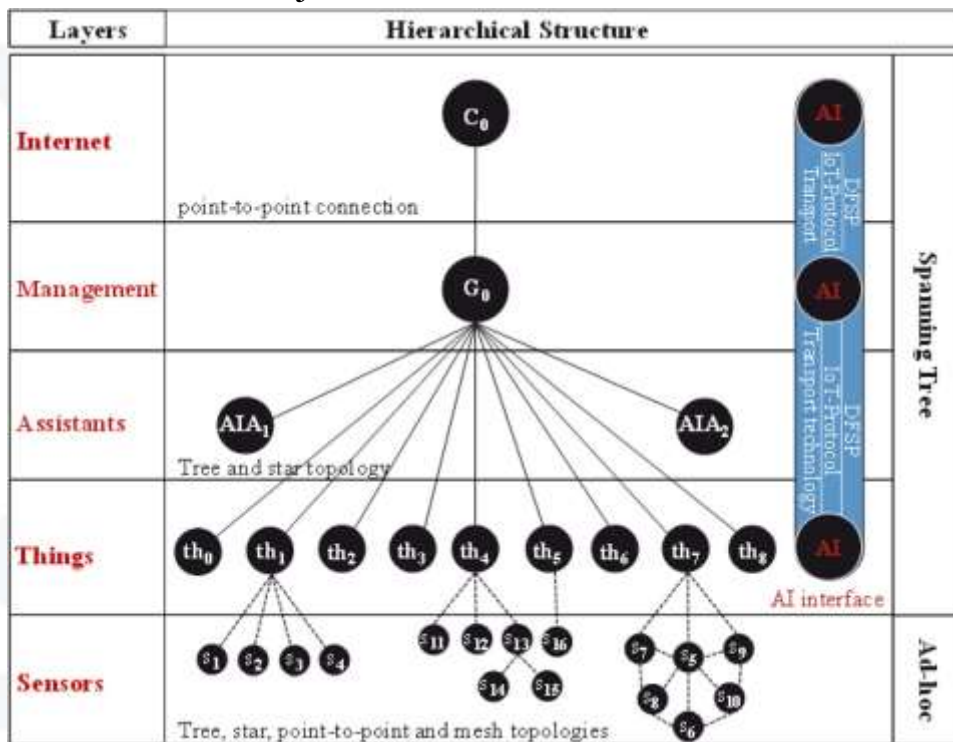 Layers
Hierarchical Structure
Internet
C0
AI
point-to-point connection
DFSP
IoT-Protocol
Transport
Management
G0
AI
Spanning Tree
Assistants
AIA1
AIA2
Tree and star topology
DFSP
IoT-Protocol
Transport technology
Things
th0 th1 th2 th3 th4 th5 th6 th7 th8
AI
AI interface
Sensors
s1 s2 s3 s4 s11 s12 s13 s16 s7 s5 s9
s14 s15 s8 s10
s6
Ad-hoc
Tree, star, point-to-point and mesh topologies